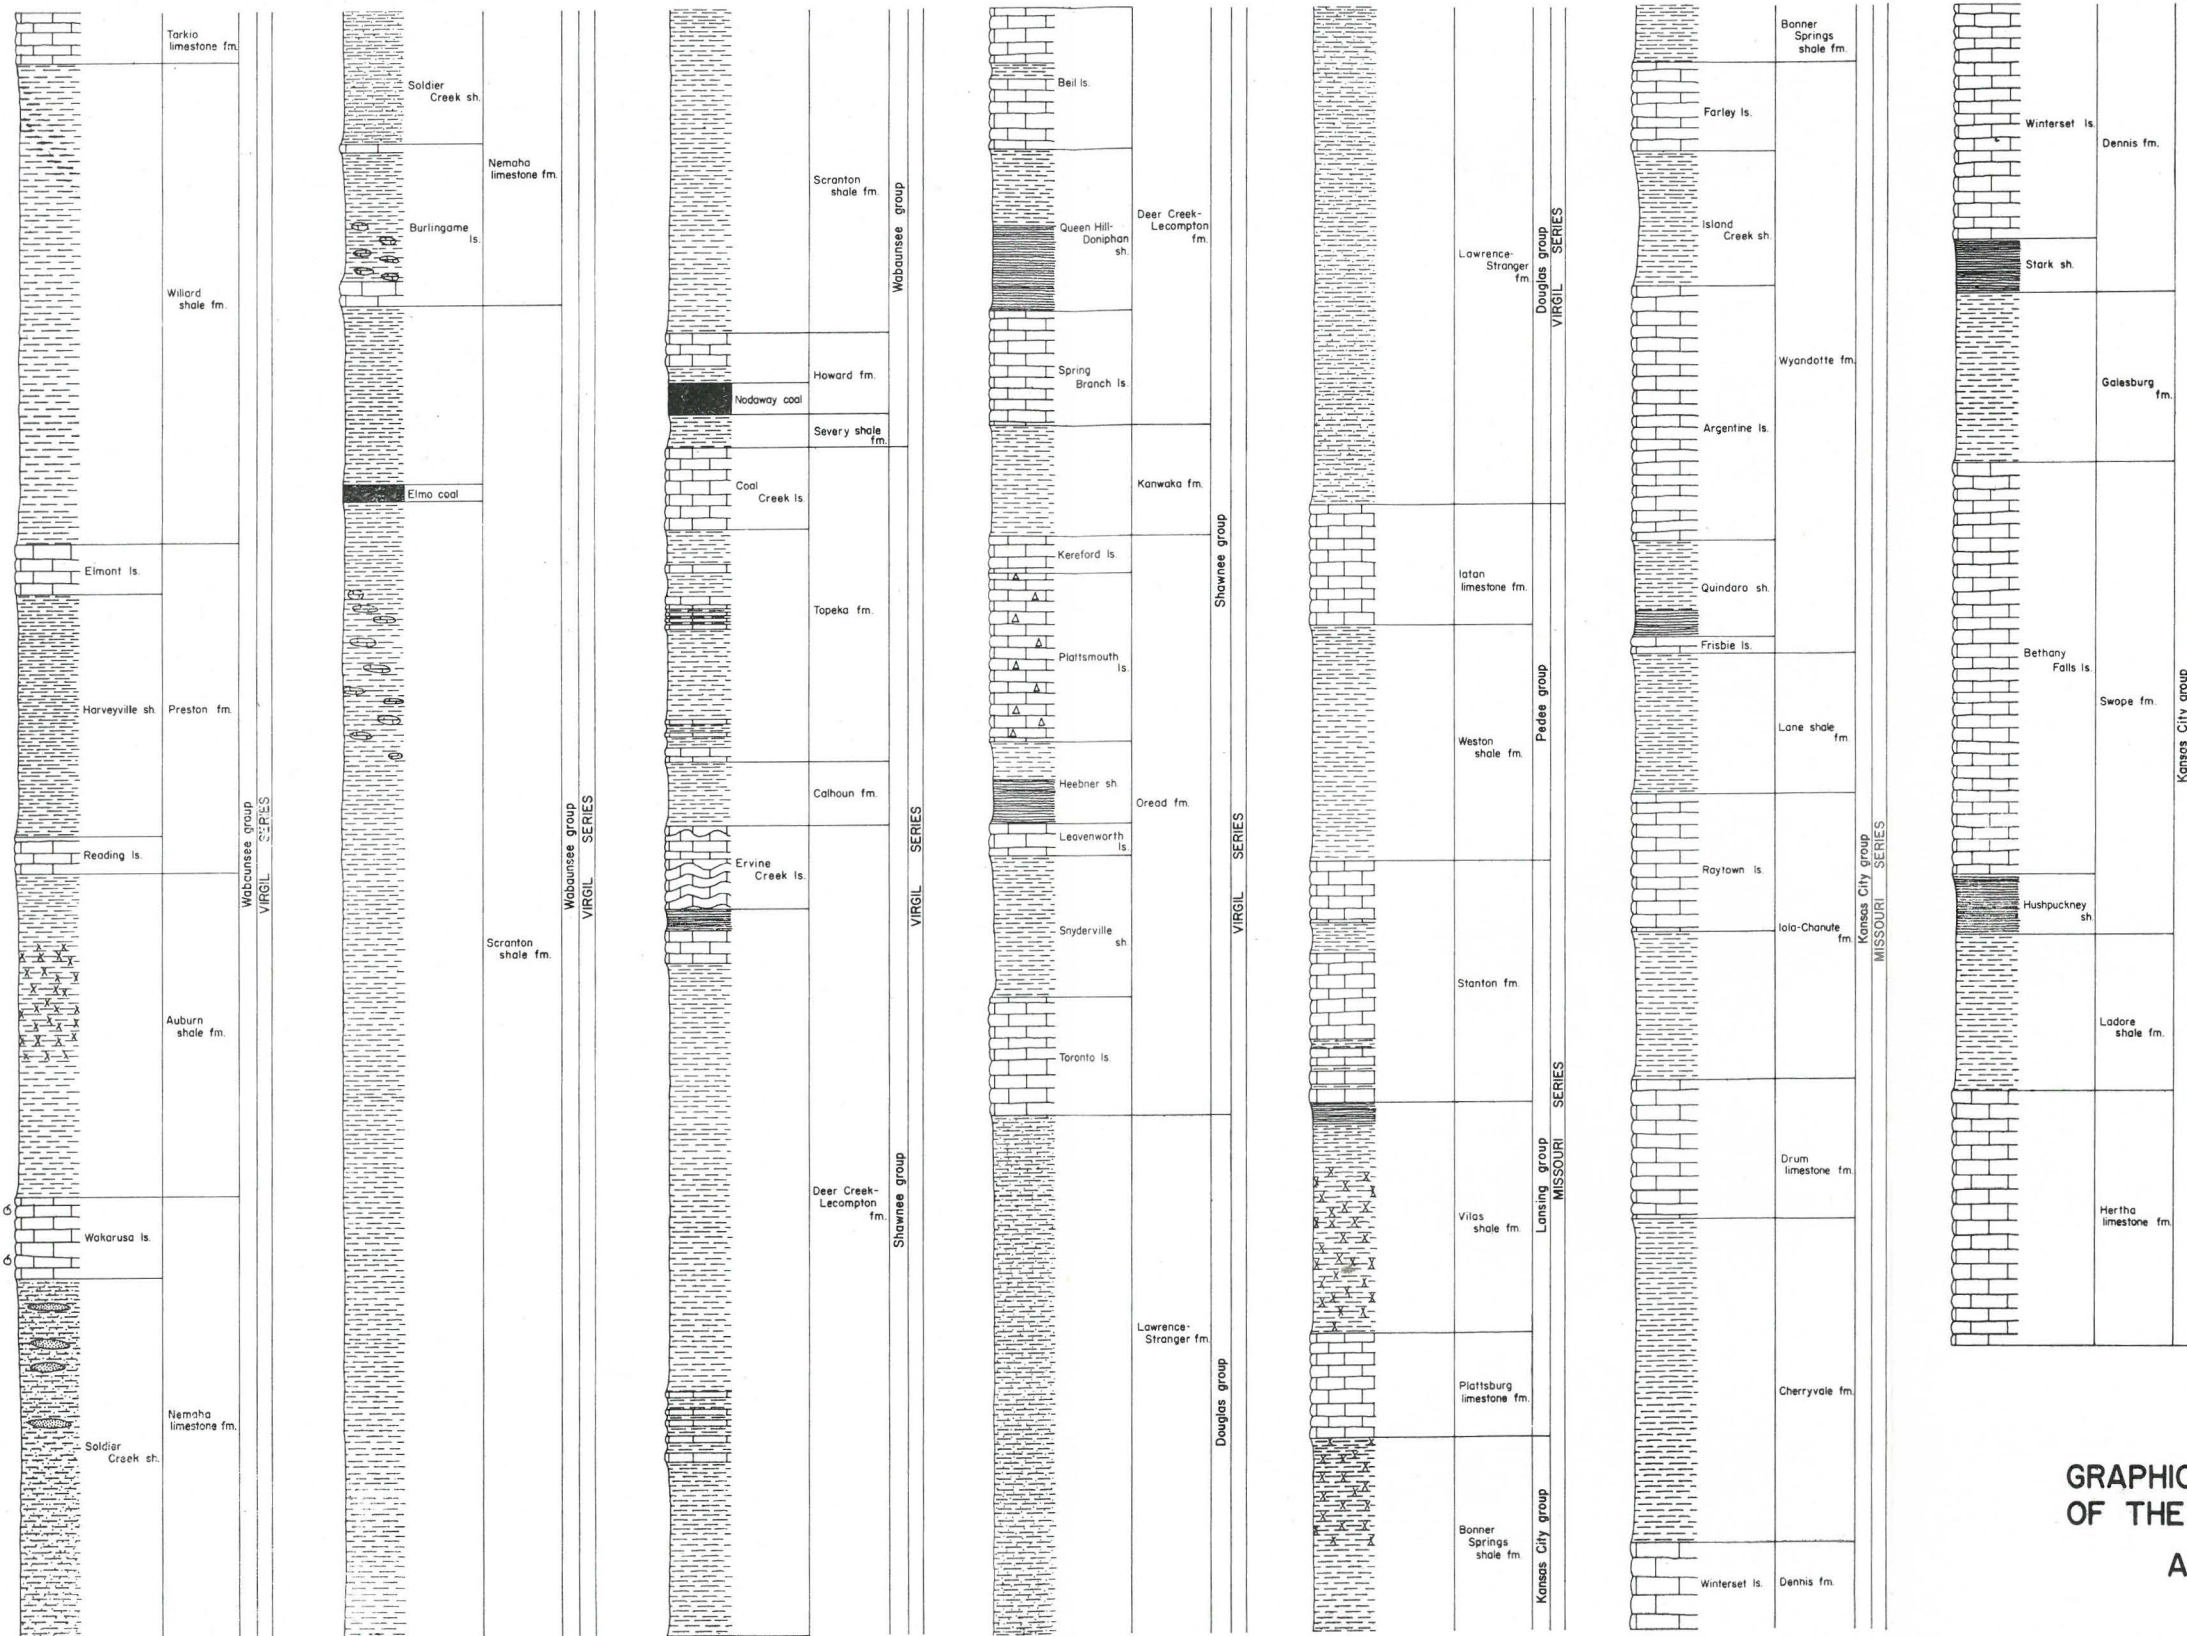 Tarkio
limestone fm.
Willard
shale fm.
Elmont ls.
Harveyville sh.
Preston fm.
Reading ls.
Auburn
shale fm.
Wakarusa ls.
Nemaha
limestone fm.
Soldier
Creek sh.
Wabaunsee group
VIRGIL SERIES
Soldier
Creek sh.
Nemaha
limestone fm.
Burlingame
ls.
Elmo coal
Scranton
shale fm.
Wabaunsee group
VIRGIL SERIES
Scranton
shale fm.
Wabaunsee group
Howard fm.
Nodaway coal
Severy shale
fm.
Coal
Creek ls.
Topeka fm.
Calhoun fm.
Ervine
Creek ls.
Deer Creek-
Lecompton
fm.
Shawnee group
VIRGIL SERIES
Beil ls.
Queen Hill-
Doniphan
sh.
Deer Creek-
Lecompton
fm.
Spring
Branch ls.
Kanwaka fm.
Kereford ls.
Plattsmouth
ls.
Heebner sh
Oread fm.
Leavenworth
ls.
Snyderville
sh.
Toronto ls
Shawnee group
VIRGIL SERIES
Lawrence-
Stranger fm.
Douglas group
Lawrence-
Stranger
fm.
Douglas group
VIRGIL SERIES
Iatan
limestone fm.
Weston
shale fm.
Pedee group
Stanton fm.
Vilas
shale fm.
Plattsburg
limestone fm.
Lansing group
MISSOURI SERIES
Bonner
Springs
shale fm.
Kansas City group
Bonner
Springs
shale fm.
Farley ls.
Island
Creek sh.
Wyandotte fm.
Argentine ls.
Quindaro sh.
Frisbie ls.
Lane shale
fm.
Raytown ls.
Iola-Chanute
fm.
Drum
limestone fm.
Cherryvale fm.
Winterset ls.
Dennis fm.
Kansas City group
MISSOURI SERIES
Winterset ls.
Dennis fm.
Stark sh.
Galesburg
fm.
Bethany
Falls ls.
Swope fm.
Hushpuckney
sh.
Ladore
shale fm.
Hertha
limestone fm.
Kansas City group
GRAPHIC
OF THE
A